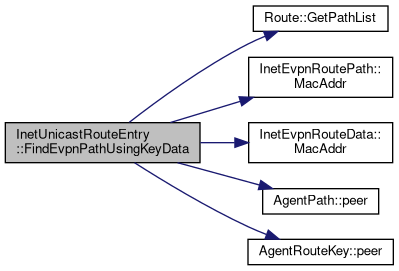 Route::GetPathList
InetEvpnRoutePath::
MacAddr
InetUnicastRouteEntry
::FindEvpnPathUsingKeyData
InetEvpnRouteData::
MacAddr
AgentPath::peer
AgentRouteKey::peer